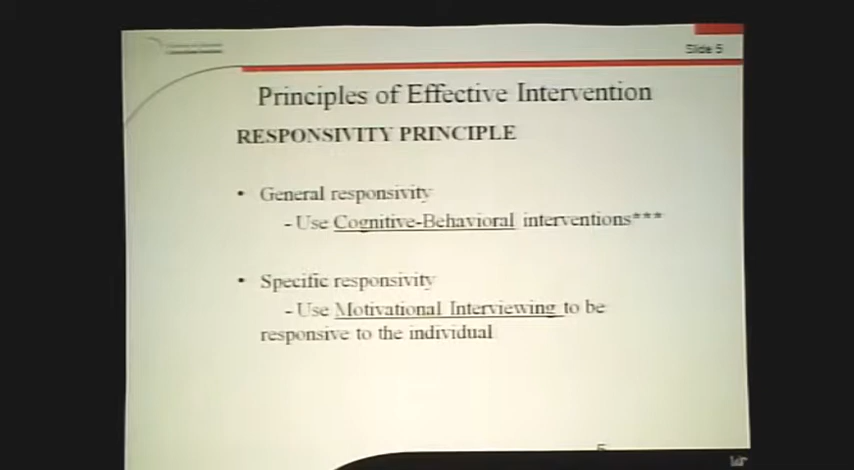 Slide 5
Principles of Effective Intervention
RESPONSIVITY PRINCIPLE
• General responsivity
- Use Cognitive-Behavioral interventions***
• Specific responsivity
- Use Motivational Interviewing to be
responsive to the individual
5